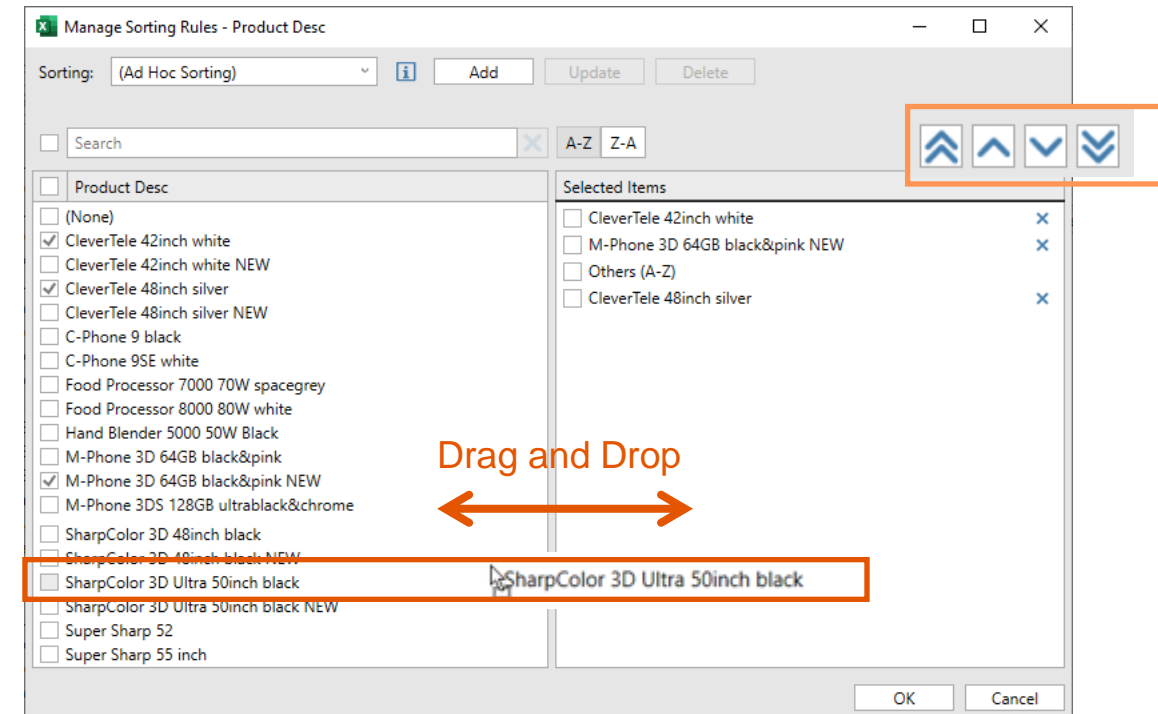 Manage Sorting Rules - Product Desc
Sorting: (Ad Hoc Sorting) i Add Update Delete
Search A-Z Z-A
Product Desc
(None)
CleverTele 42inch white
CleverTele 42inch white NEW
CleverTele 48inch silver
CleverTele 48inch silver NEW
C-Phone 9 black
C-Phone 9SE white
Food Processor 7000 70W spacegrey
Food Processor 8000 80W white
Hand Blender 5000 50W Black
M-Phone 3D 64GB black&pink
M-Phone 3D 64GB black&pink NEW
M-Phone 3DS 128GB ultrablack&chrome
SharpColor 3D 48inch black
SharpColor 3D 48inch black NEW
SharpColor 3D Ultra 50inch black
SharpColor 3D Ultra 50inch black NEW
Super Sharp 52
Super Sharp 55 inch
Selected Items
CleverTele 42inch white
M-Phone 3D 64GB black&pink NEW
Others (A-Z)
CleverTele 48inch silver
Drag and Drop
SharpColor 3D Ultra 50inch black
OK Cancel